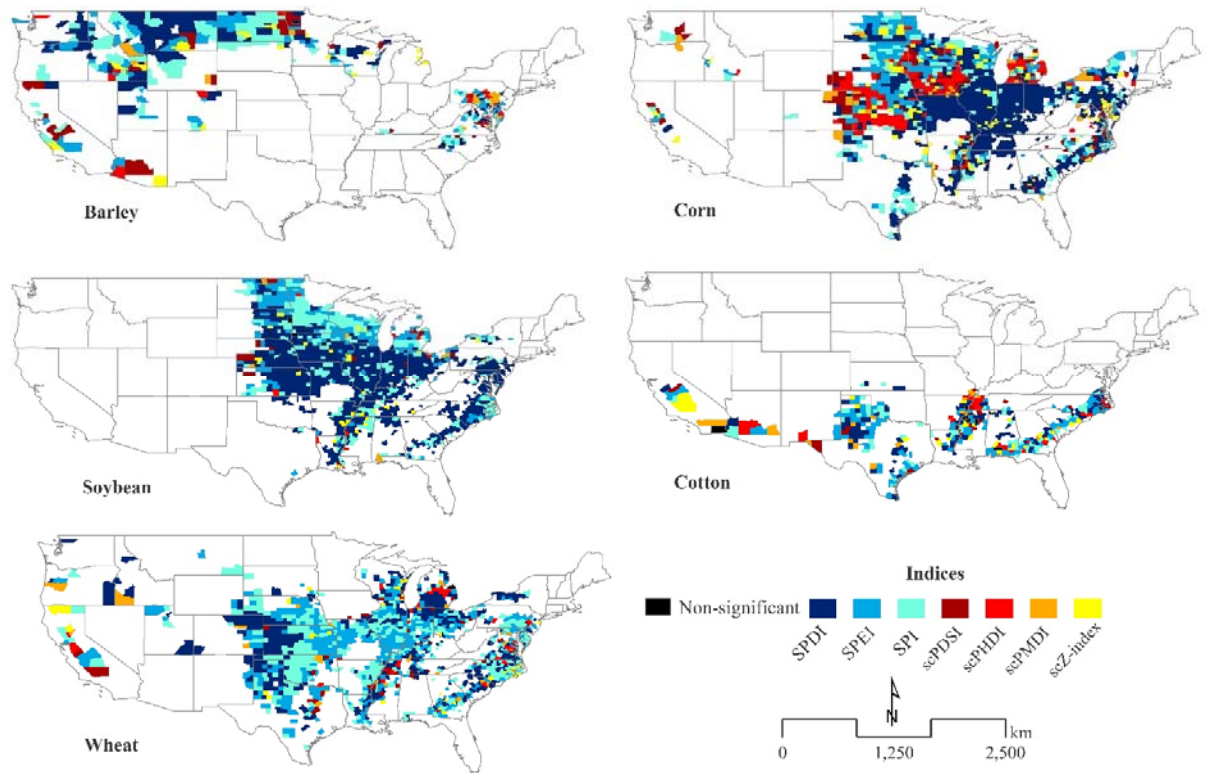 Barley
Corn
Soybean
Cotton
Wheat
Indices
Non-significant
SPDI
SPEI
SPI
scPDSI
scPHDI
scPMDI
scZ-index
N
km
0 1,250 2,500